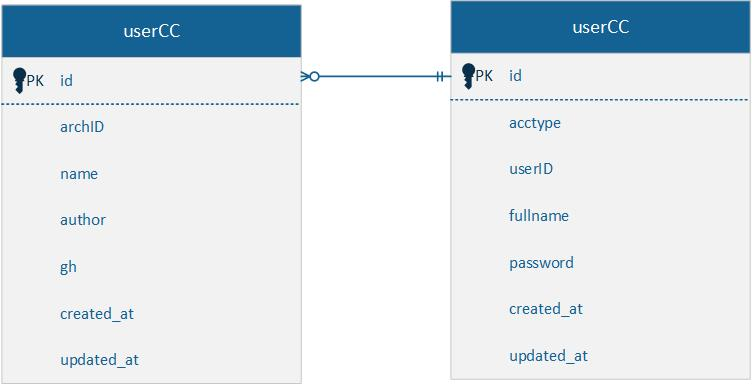 userCC
PK id
archID
name
author
gh
created_at
updated_at
userCC
PK id
acctype
userID
fullname
password
created_at
updated_at